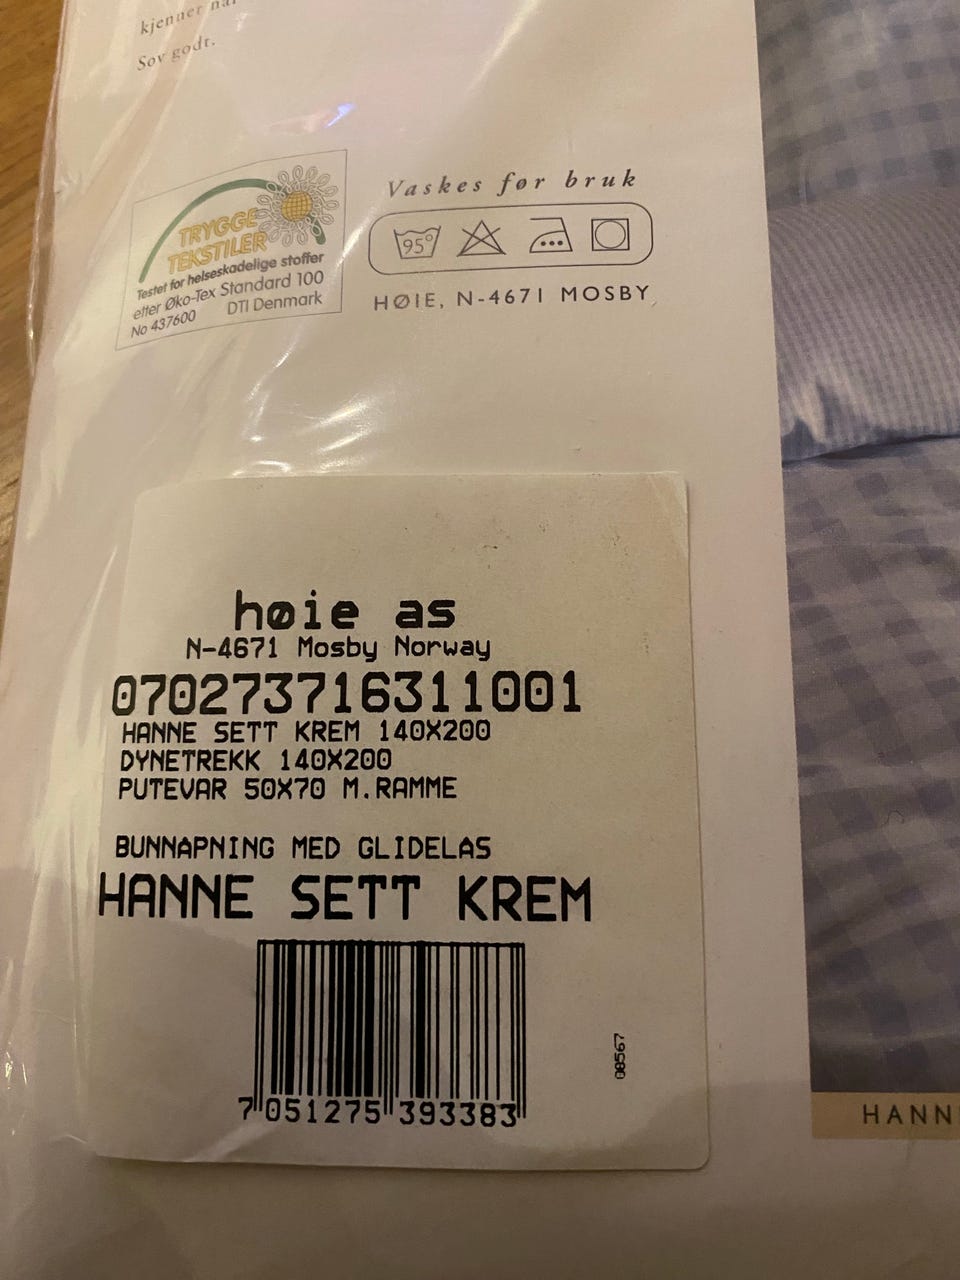 kjenner
Sov godt.
TRYGGE
TEKSTILER
Testet for helseskadelige stoffer
etter Øko-Tex Standard 100
No 437600 DTI Denmark
Vaskes før bruk
95°
HØIE, N-4671 MOSBY
høie as
N-4671 Mosby Norway
070273716311001
HANNE SETT KREM 140X200
DYNETREKK 140X200
PUTEVAR 50X70 M.RAMME
BUNNAPNING MED GLIDELAS
HANNE SETT KREM
08567
7 051275 393383
HANN